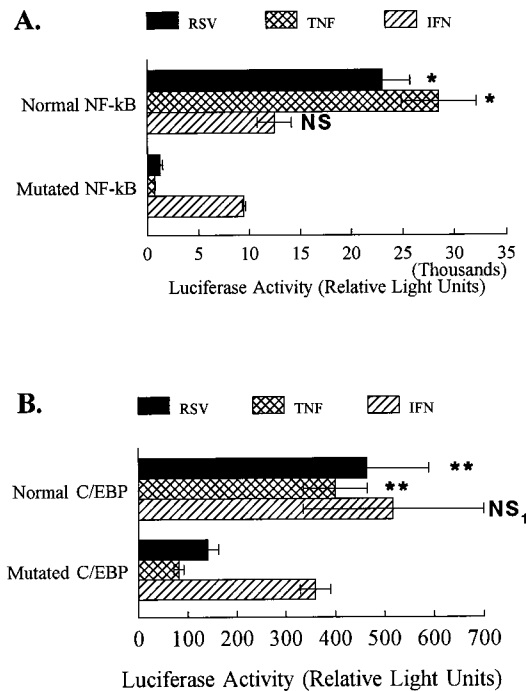 A.
RSV TNF IFN
Normal NF-kB
*
*
NS
Mutated NF-kB
0 5 10 15 20 25 30 35
(Thousands)
Luciferase Activity (Relative Light Units)
B.
RSV TNF IFN
Normal C/EBP
**
**
NS1
Mutated C/EBP
0 100 200 300 400 500 600 700
Luciferase Activity (Relative Light Units)